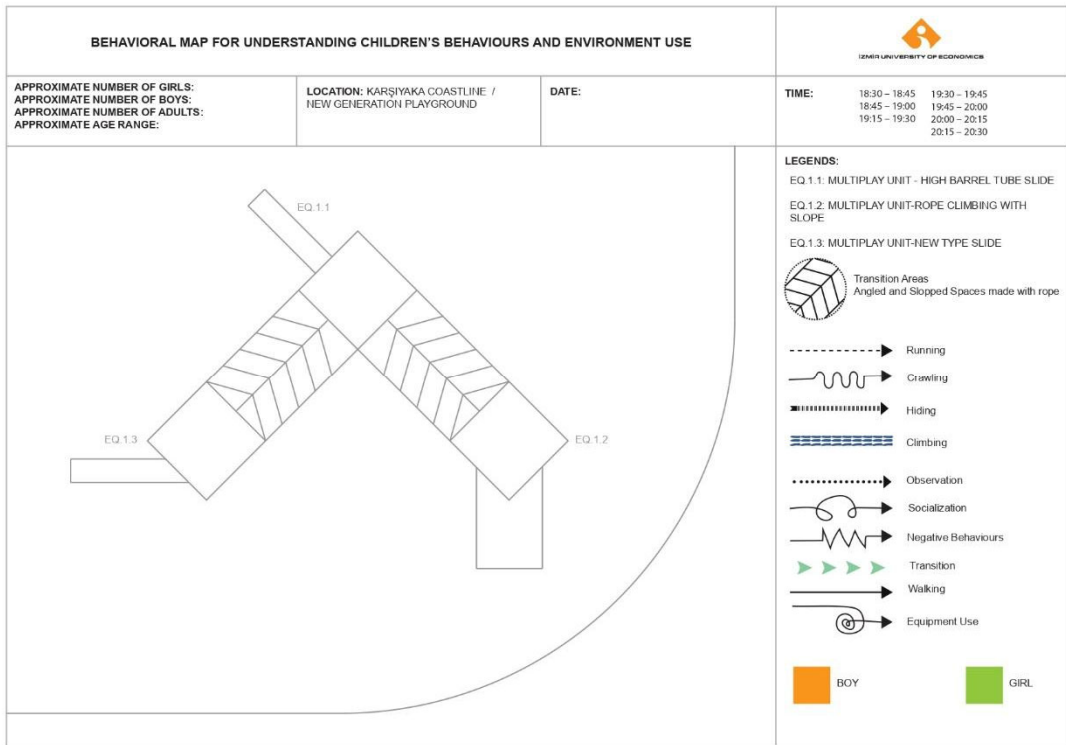 BEHAVIORAL MAP FOR UNDERSTANDING CHILDREN'S BEHAVIOURS AND ENVIRONMENT USE
İZMİR UNIVERSITY OF ECONOMICS
APPROXIMATE NUMBER OF GIRLS:
APPROXIMATE NUMBER OF BOYS:
APPROXIMATE NUMBER OF ADULTS:
APPROXIMATE AGE RANGE:
LOCATION: KARŞIYAKA COASTLINE /
NEW GENERATION PLAYGROUND
DATE:
TIME:
18:30 – 18:45 19:30 – 19:45
18:45 – 19:00 19:45 – 20:00
19:15 – 19:30 20:00 – 20:15
20:15 – 20:30
EQ.1.1
EQ.1.3
EQ.1.2
LEGENDS:
EQ.1.1: MULTIPLAY UNIT - HIGH BARREL TUBE SLIDE
EQ.1.2: MULTIPLAY UNIT-ROPE CLIMBING WITH
SLOPE
EQ.1.3: MULTIPLAY UNIT-NEW TYPE SLIDE
Transition Areas
Angled and Slopped Spaces made with rope
Running
Crawling
Hiding
Climbing
Observation
Socialization
Negative Behaviours
Transition
Walking
Equipment Use
BOY
GIRL